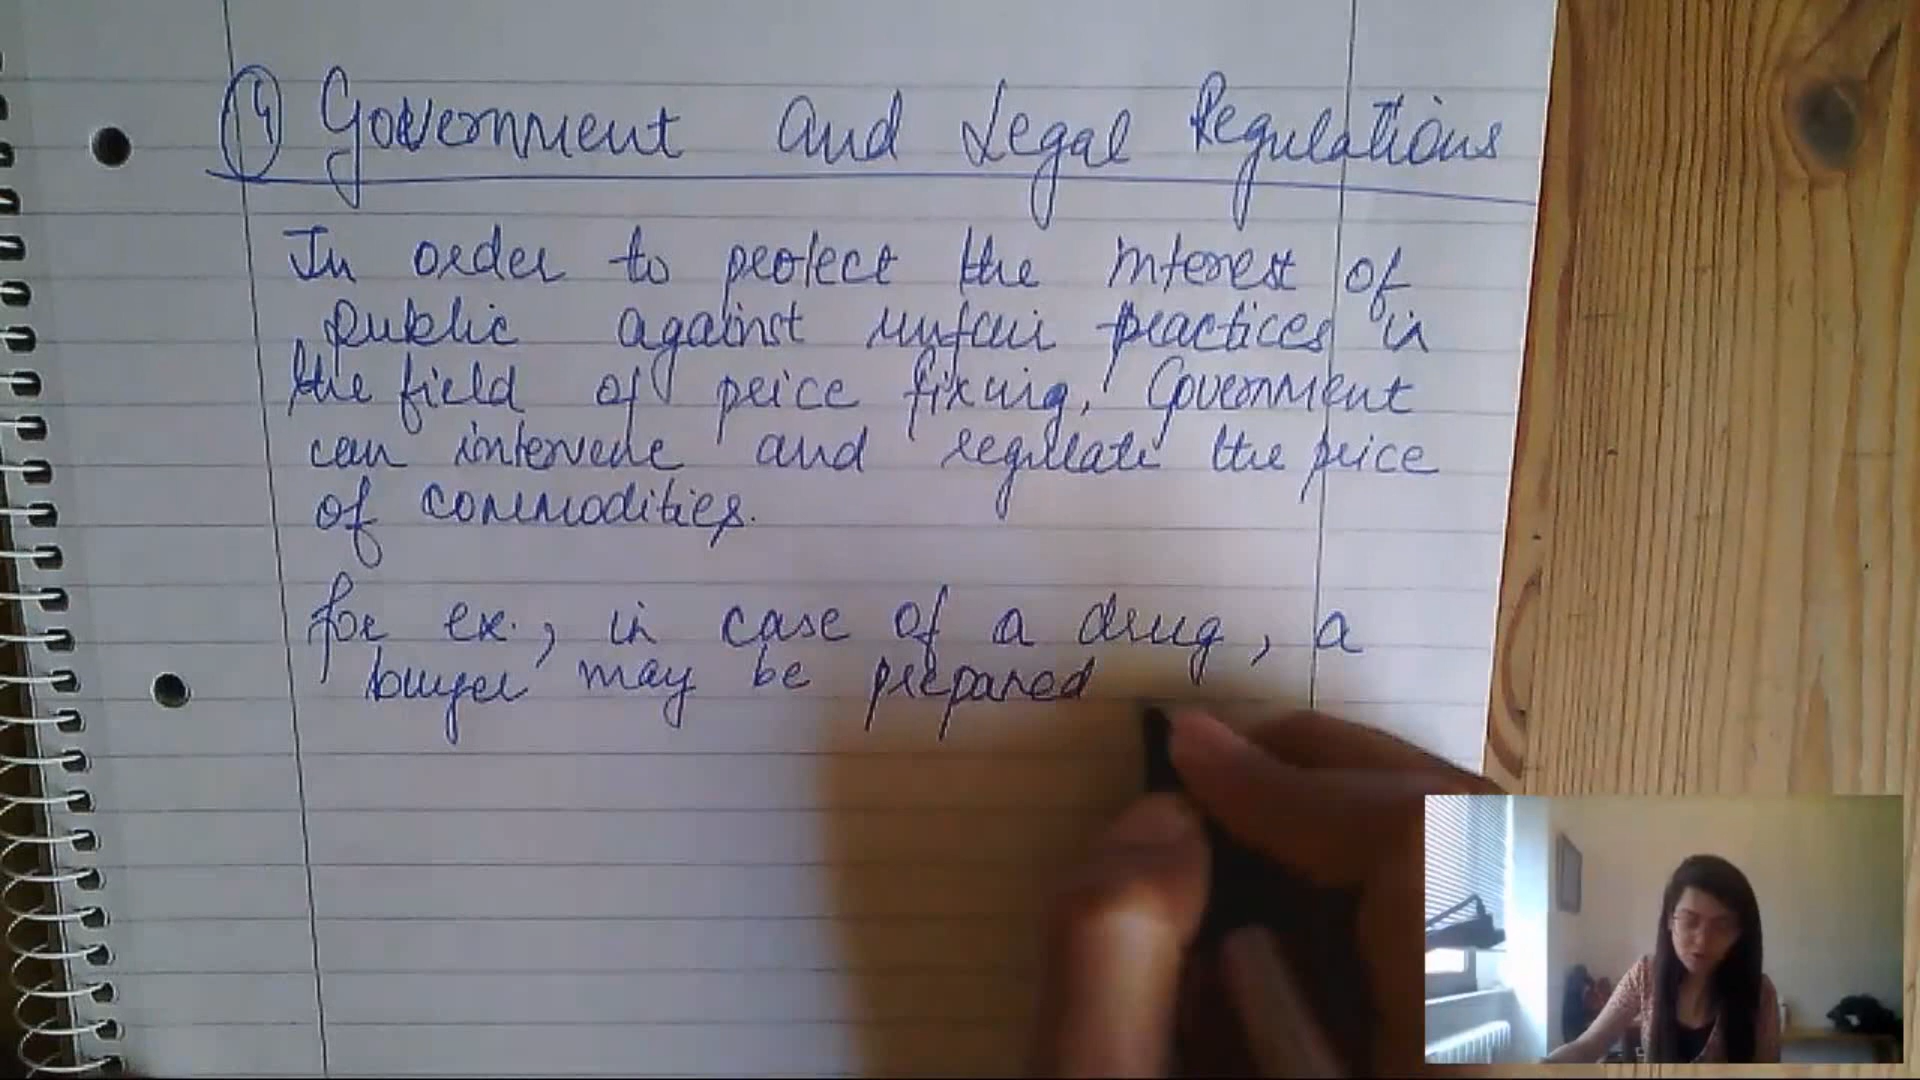 4 Government and Legal Regulations
In order to protect the interest of
public against unfair practices in
the field of price fixing, Government
can intervene and regulate the price
of commodities.
for ex., in case of a drug, a
buyer may be prepared